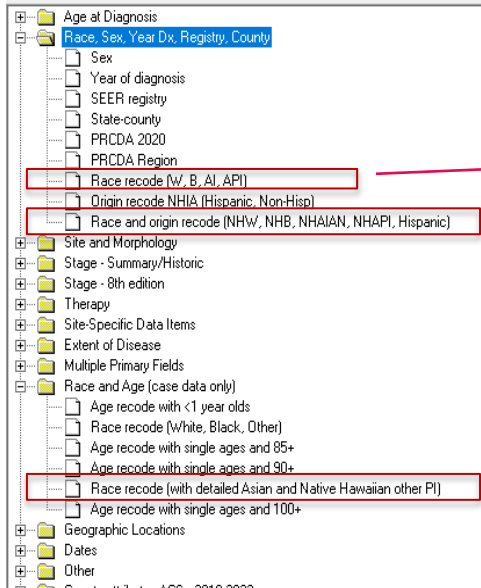 Age at Diagnosis
Race, Sex, Year Dx, Registry, County
Sex
Year of diagnosis
SEER registry
State-county
PRCDA 2020
PRCDA Region
Race recode (W, B, AI, API)
Origin recode NHIA (Hispanic, Non-Hisp)
Race and origin recode (NHW, NHB, NHAIAN, NHAPI, Hispanic)
Site and Morphology
Stage - Summary/Historic
Stage - 8th edition
Therapy
Site-Specific Data Items
Extent of Disease
Multiple Primary Fields
Race and Age (case data only)
Age recode with <1 year olds
Race recode (White, Black, Other)
Age recode with single ages and 85+
Age recode with single ages and 90+
Race recode (with detailed Asian and Native Hawaiian other PI)
Age recode with single ages and 100+
Geographic Locations
Dates
Other